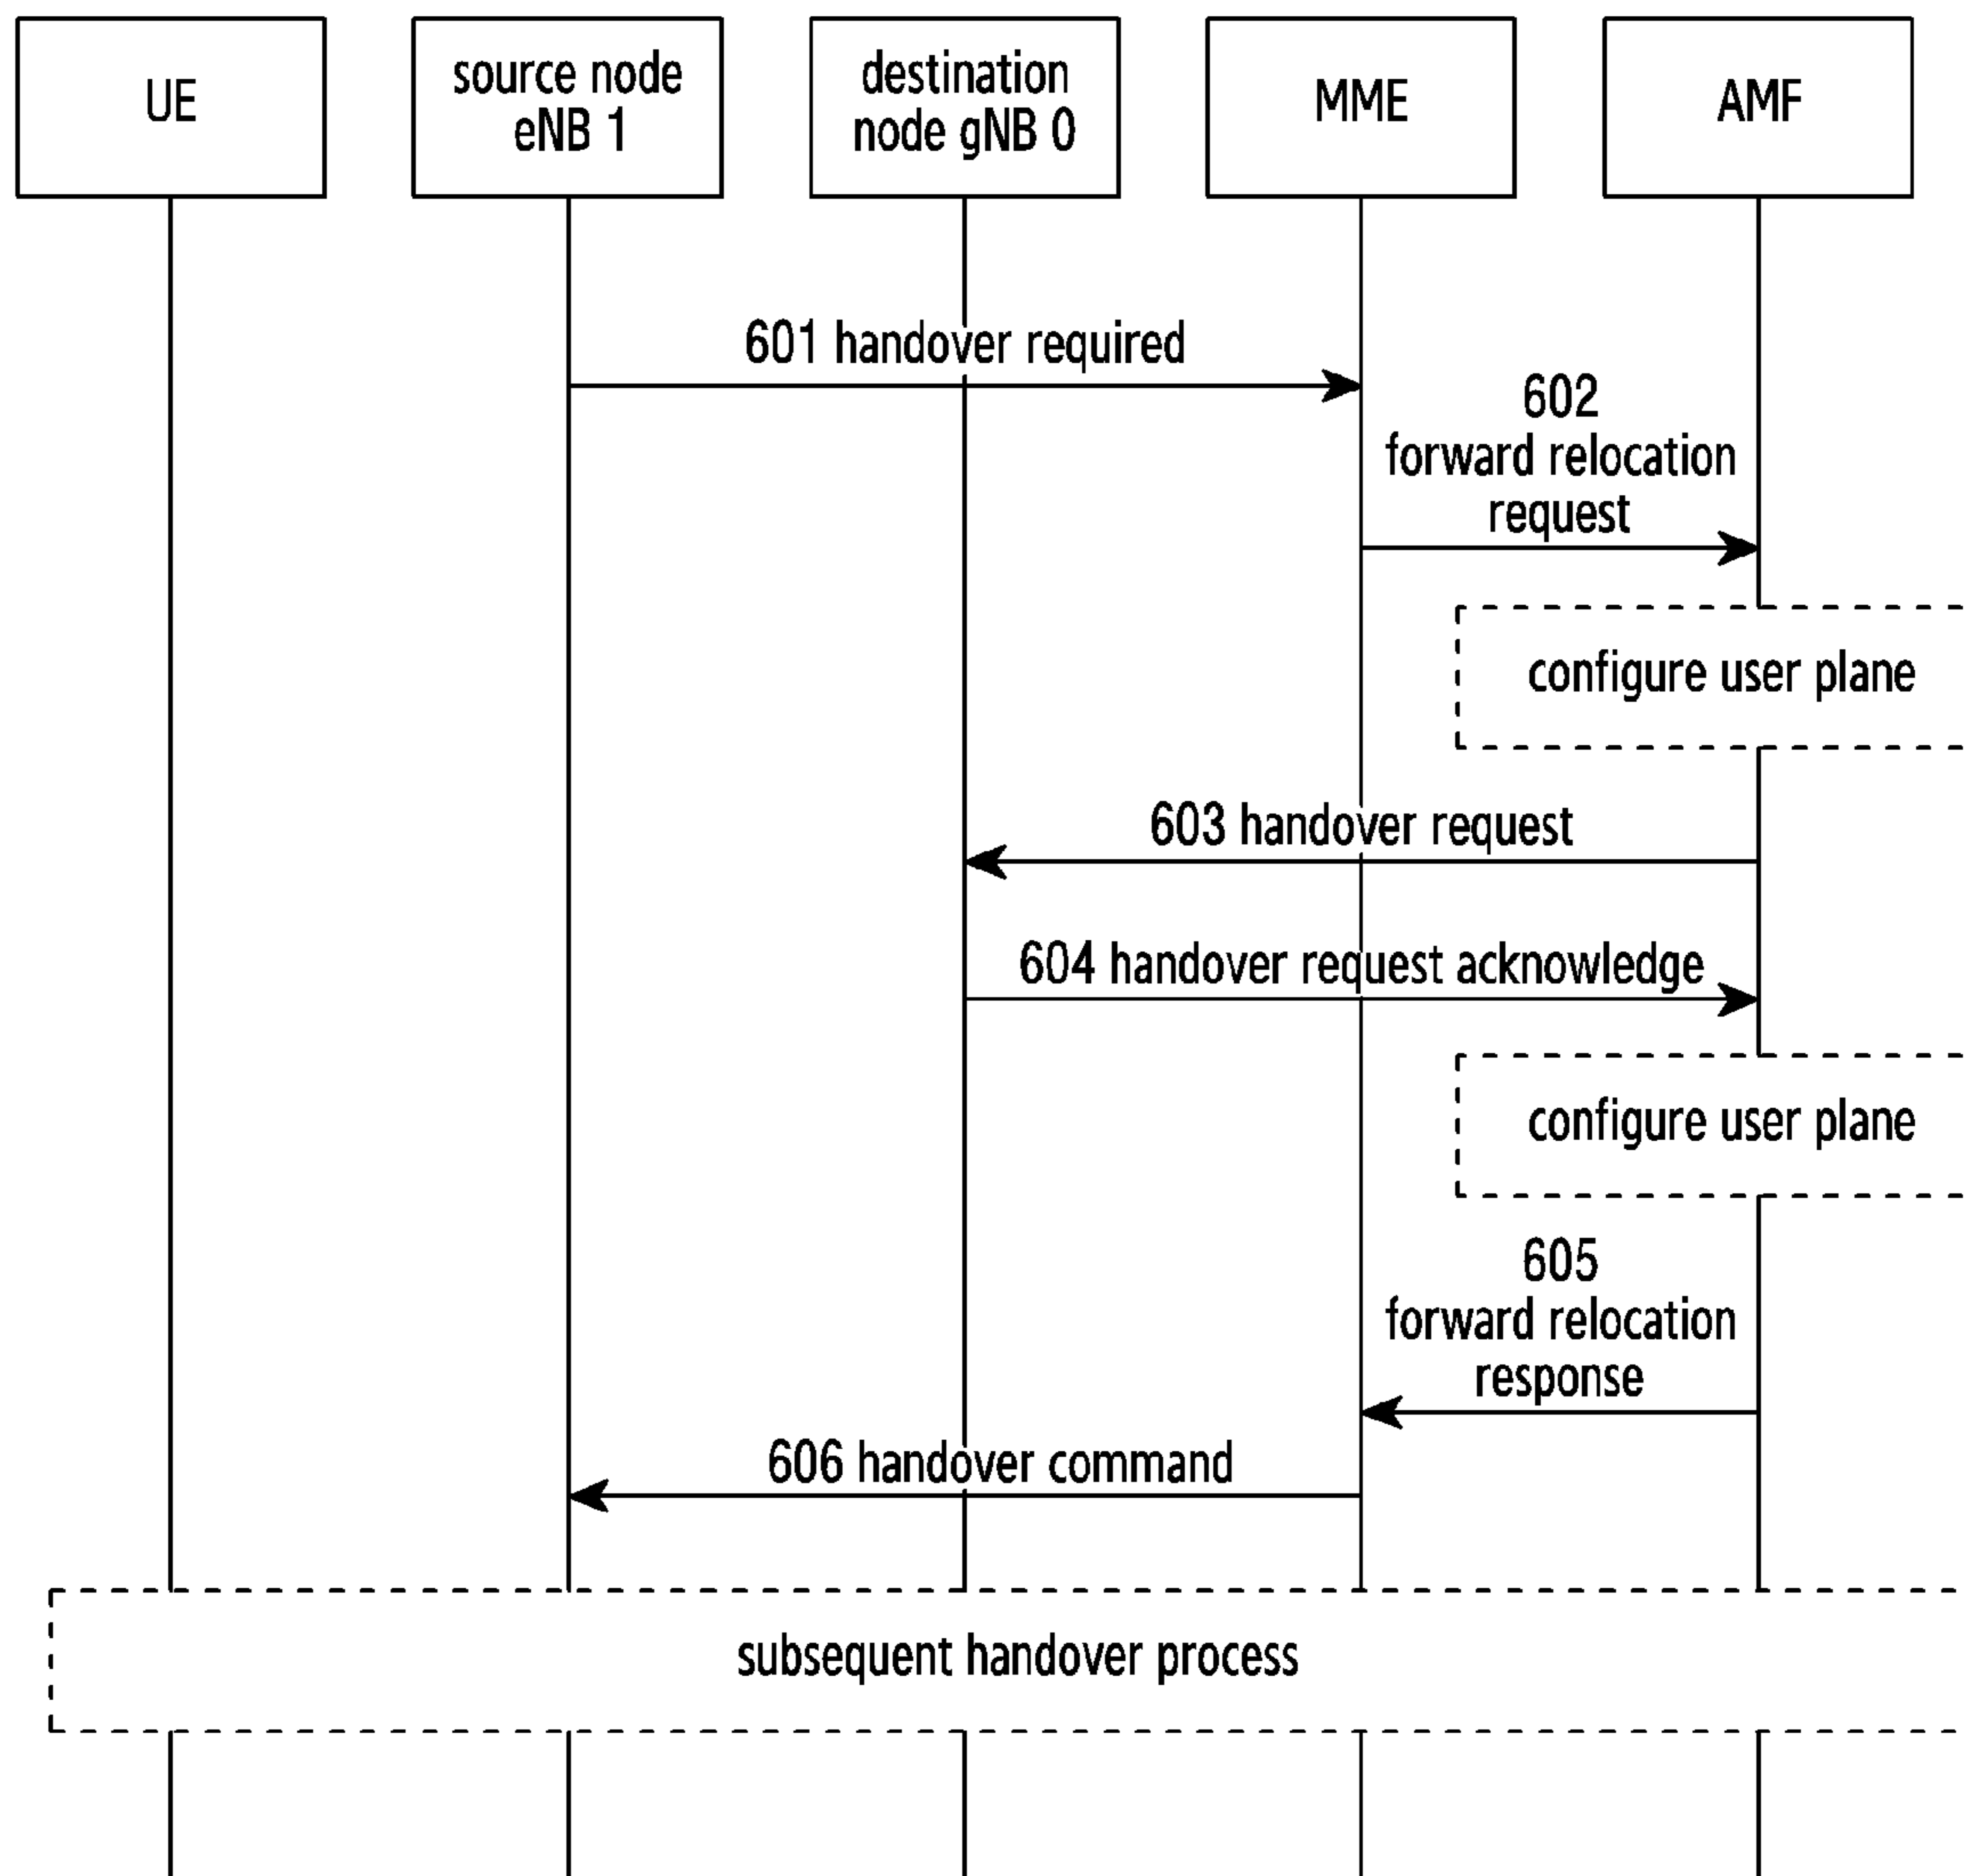 UE
source node
eNB 1
destination
node gNB 0
MME
AMF
601 handover required
602
forward relocation
request
configure user plane
603 handover request
604 handover request acknowledge
configure user plane
605
forward relocation
response
606 handover command
subsequent handover process